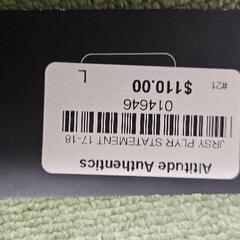 Altitude Authentics
JRSY PLYR STATEMENT 17-18
014646
$110.00
#21
L